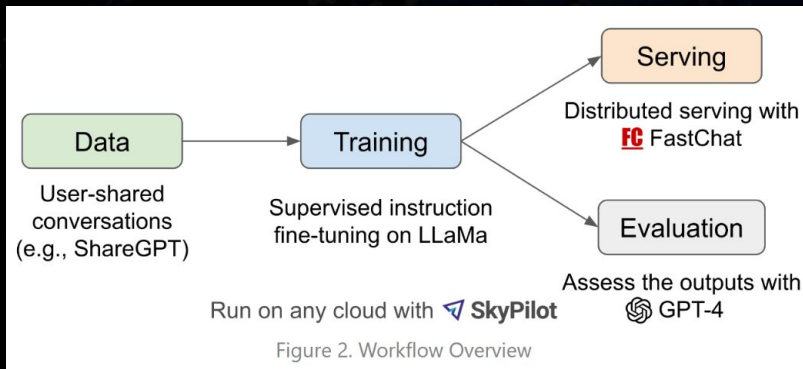 Data
User-shared
conversations
(e.g., ShareGPT)
Training
Supervised instruction
fine-tuning on LLaMa
Serving
Distributed serving with
FC FastChat
Evaluation
Assess the outputs with
GPT-4
Run on any cloud with SkyPilot
Figure 2. Workflow Overview